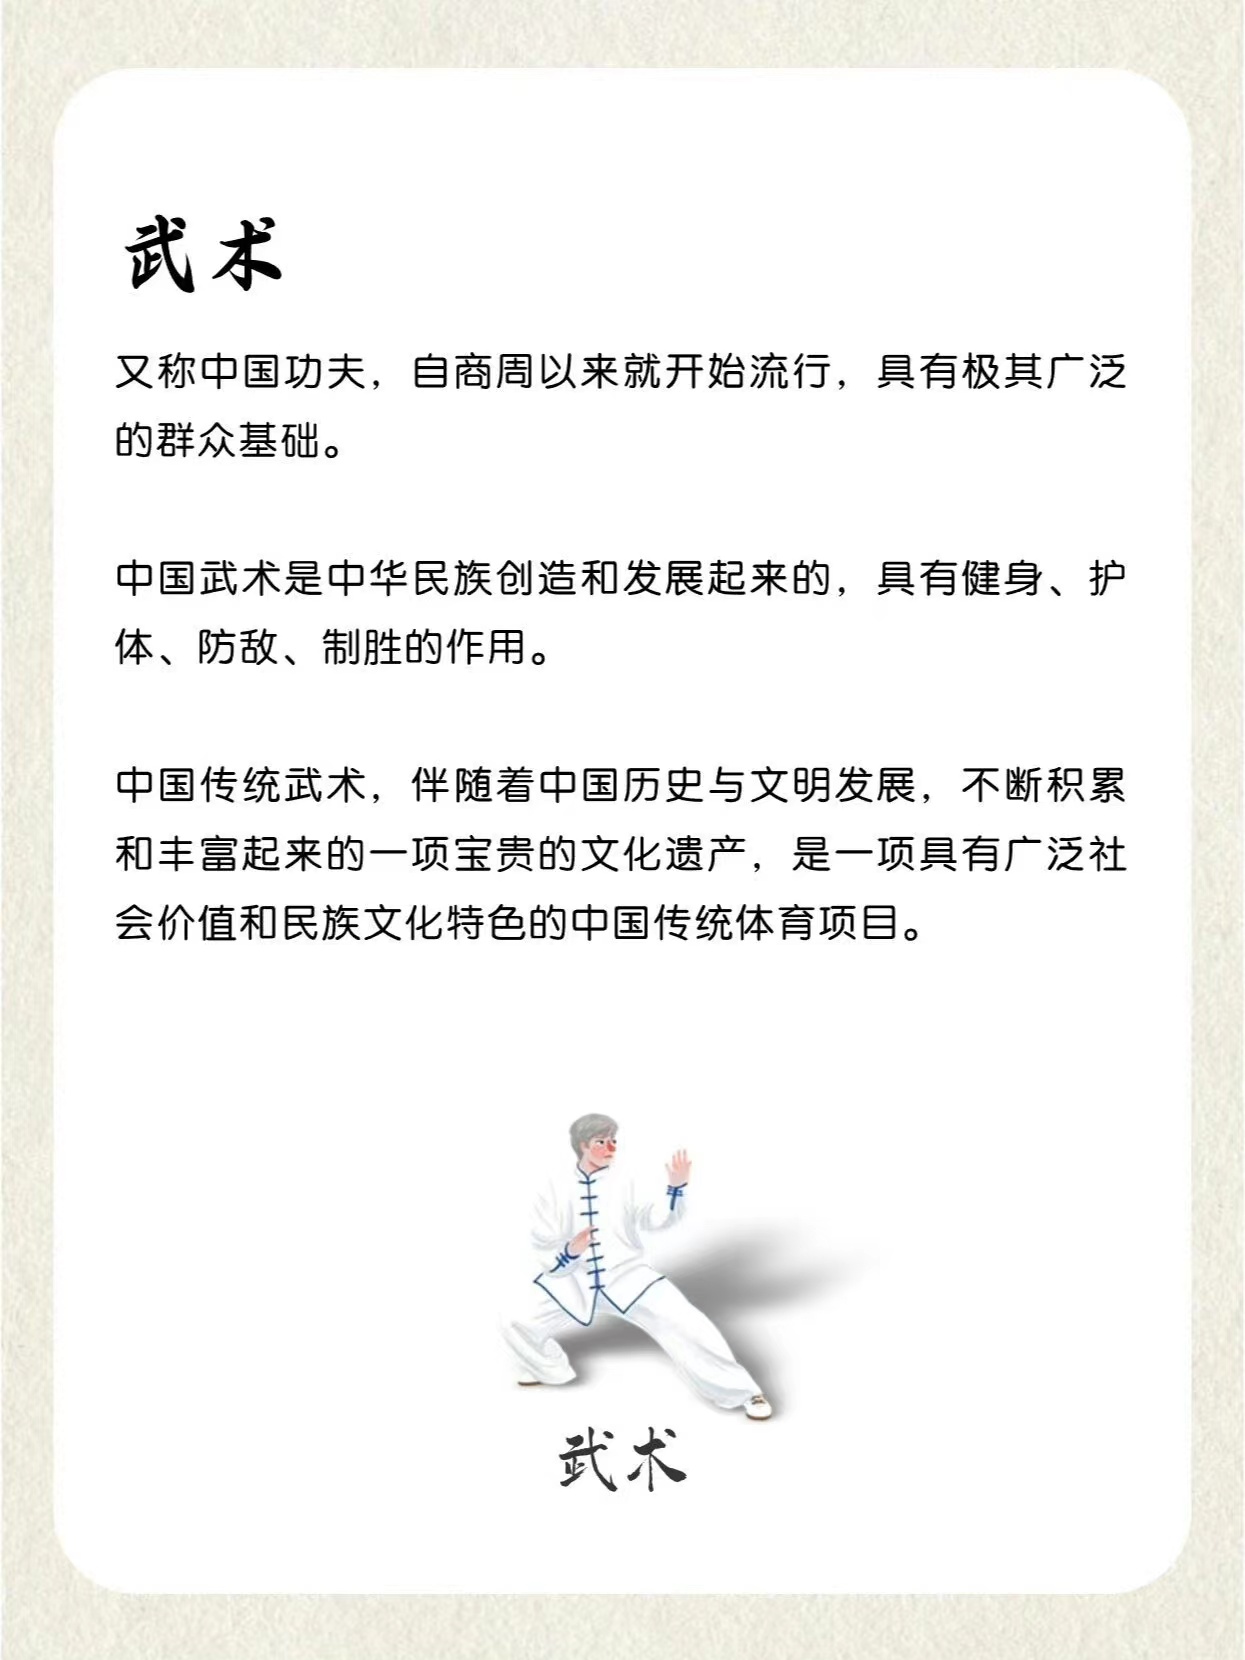 武术
又称中国功夫，自商周以来就开始流行，具有极其广泛
的群众基础。
中国武术是中华民族创造和发展起来的，具有健身、护
体、防敌、制胜的作用。
中国传统武术，伴随着中国历史与文明发展，不断积累
和丰富起来的一项宝贵的文化遗产，是一项具有广泛社
会价值和民族文化特色的中国传统体育项目。
武术